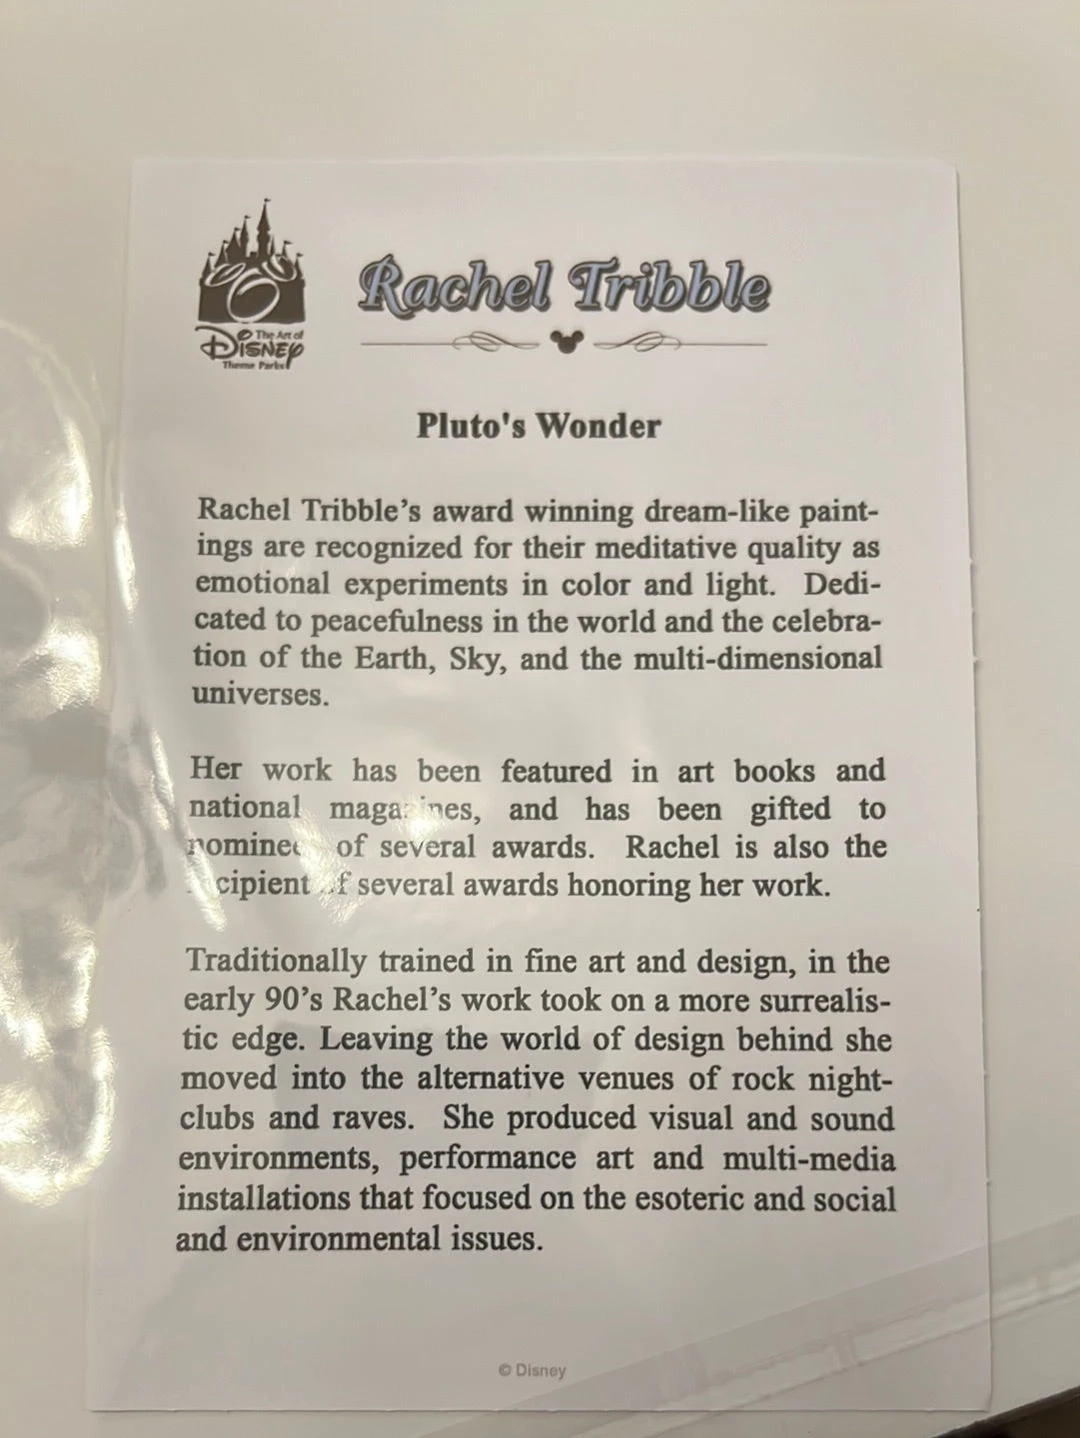 The Art of
Disney
Theme Parks
Rachel Tribble
Pluto's Wonder
Rachel Tribble's award winning dream-like paint-
ings are recognized for their meditative quality as
emotional experiments in color and light. Dedi-
cated to peacefulness in the world and the celebra-
tion of the Earth, Sky, and the multi-dimensional
universes.
Her work has been featured in art books and
national magazines, and has been gifted to
of several awards. Rachel is also the
of several awards honoring her work.
Traditionally trained in fine art and design, in the
early 90's Rachel's work took on a more surrealis-
tic edge. Leaving the world of design behind she
moved into the alternative venues of rock night-
clubs and raves. She produced visual and sound
environments, performance art and multi-media
installations that focused on the esoteric and social
and environmental issues.
© Disney